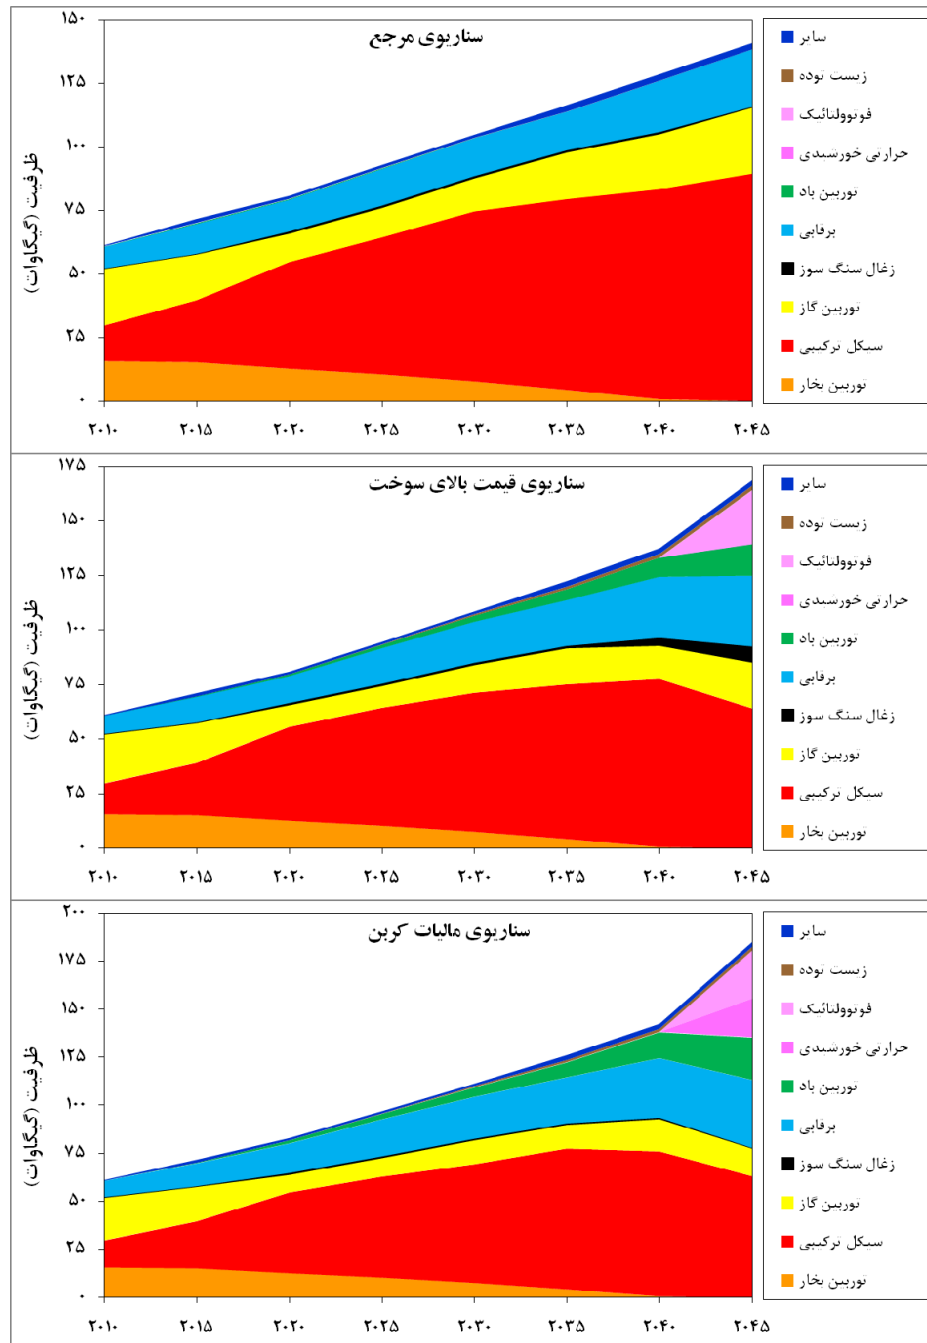 سناریوی مرجع
ظرفیت (گیگاوات)
۱۵۰
۱۲۵
۱۰۰
۷۵
۵۰
۲۵
۰
۲۰۱۰ ۲۰۱۵ ۲۰۲۰ ۲۰۲۵ ۲۰۳۰ ۲۰۳۵ ۲۰۴۰ ۲۰۴۵
سایر
زیست توده
فوتوولتائیک
حرارتی خورشیدی
توربین باد
برقابی
زغال سنگ سوز
توربین گاز
سیکل ترکیبی
توربین بخار
سناریوی قیمت بالای سوخت
ظرفیت (گیگاوات)
۱۷۵
۱۵۰
۱۲۵
۱۰۰
۷۵
۵۰
۲۵
۰
۲۰۱۰ ۲۰۱۵ ۲۰۲۰ ۲۰۲۵ ۲۰۳۰ ۲۰۳۵ ۲۰۴۰ ۲۰۴۵
سایر
زیست توده
فوتوولتائیک
حرارتی خورشیدی
توربین باد
برقابی
زغال سنگ سوز
توربین گاز
سیکل ترکیبی
توربین بخار
سناریوی مالیات کربن
ظرفیت (گیگاوات)
۲۰۰
۱۷۵
۱۵۰
۱۲۵
۱۰۰
۷۵
۵۰
۲۵
۰
۲۰۱۰ ۲۰۱۵ ۲۰۲۰ ۲۰۲۵ ۲۰۳۰ ۲۰۳۵ ۲۰۴۰ ۲۰۴۵
سایر
زیست توده
فوتوولتائیک
حرارتی خورشیدی
توربین باد
برقابی
زغال سنگ سوز
توربین گاز
سیکل ترکیبی
توربین بخار